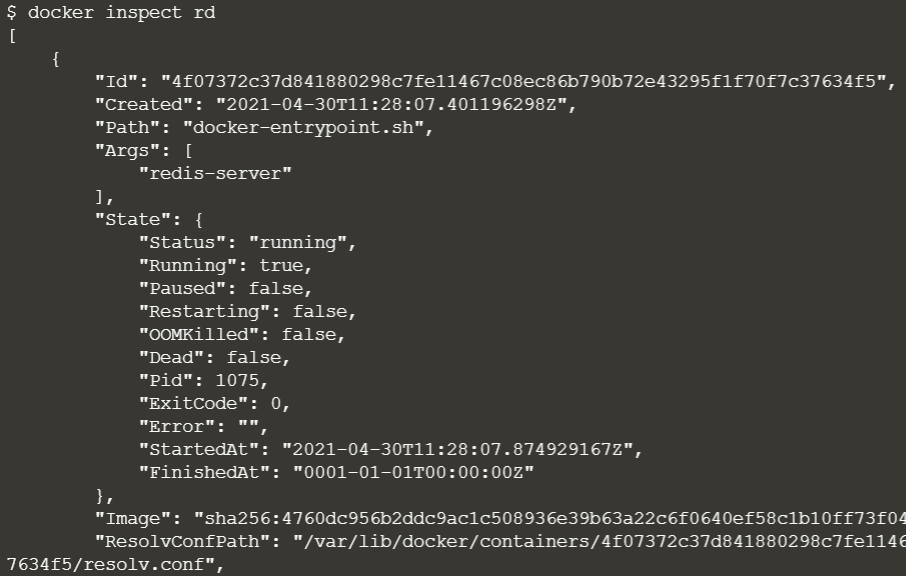 $ docker inspect rd
[
    {
        "Id": "4f07372c37d841880298c7fe11467c08ec86b790b72e43295f1f70f7c37634f5",
        "Created": "2021-04-30T11:28:07.401196298Z",
        "Path": "docker-entrypoint.sh",
        "Args": [
            "redis-server"
        ],
        "State": {
            "Status": "running",
            "Running": true,
            "Paused": false,
            "Restarting": false,
            "OOMKilled": false,
            "Dead": false,
            "Pid": 1075,
            "ExitCode": 0,
            "Error": "",
            "StartedAt": "2021-04-30T11:28:07.874929167Z",
            "FinishedAt": "0001-01-01T00:00:00Z"
        },
        "Image": "sha256:4760dc956b2ddc9ac1c508936e39b63a22c6f0640ef58c1b10ff73f04
        "ResolvConfPath": "/var/lib/docker/containers/4f07372c37d841880298c7fe1146
7634f5/resolv.conf",